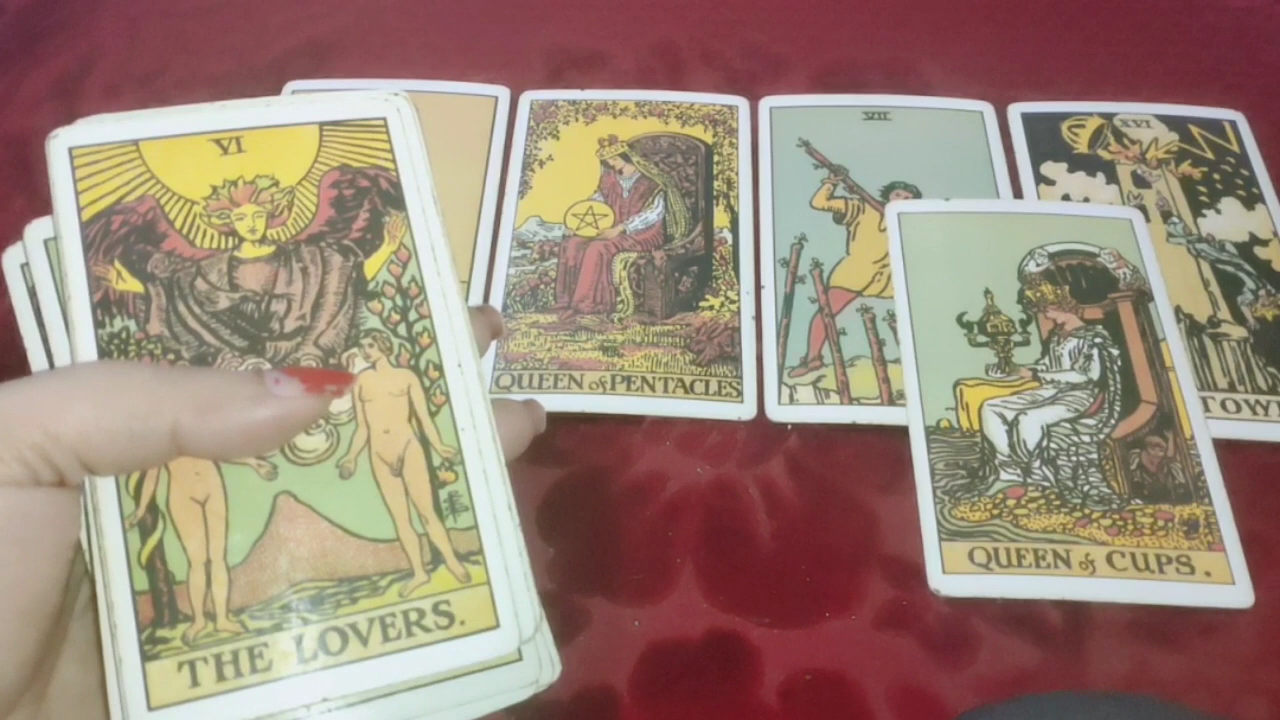 VI
THE LOVERS.
QUEEN of PENTACLES
VII
XVI
TOW
QUEEN of CUPS.